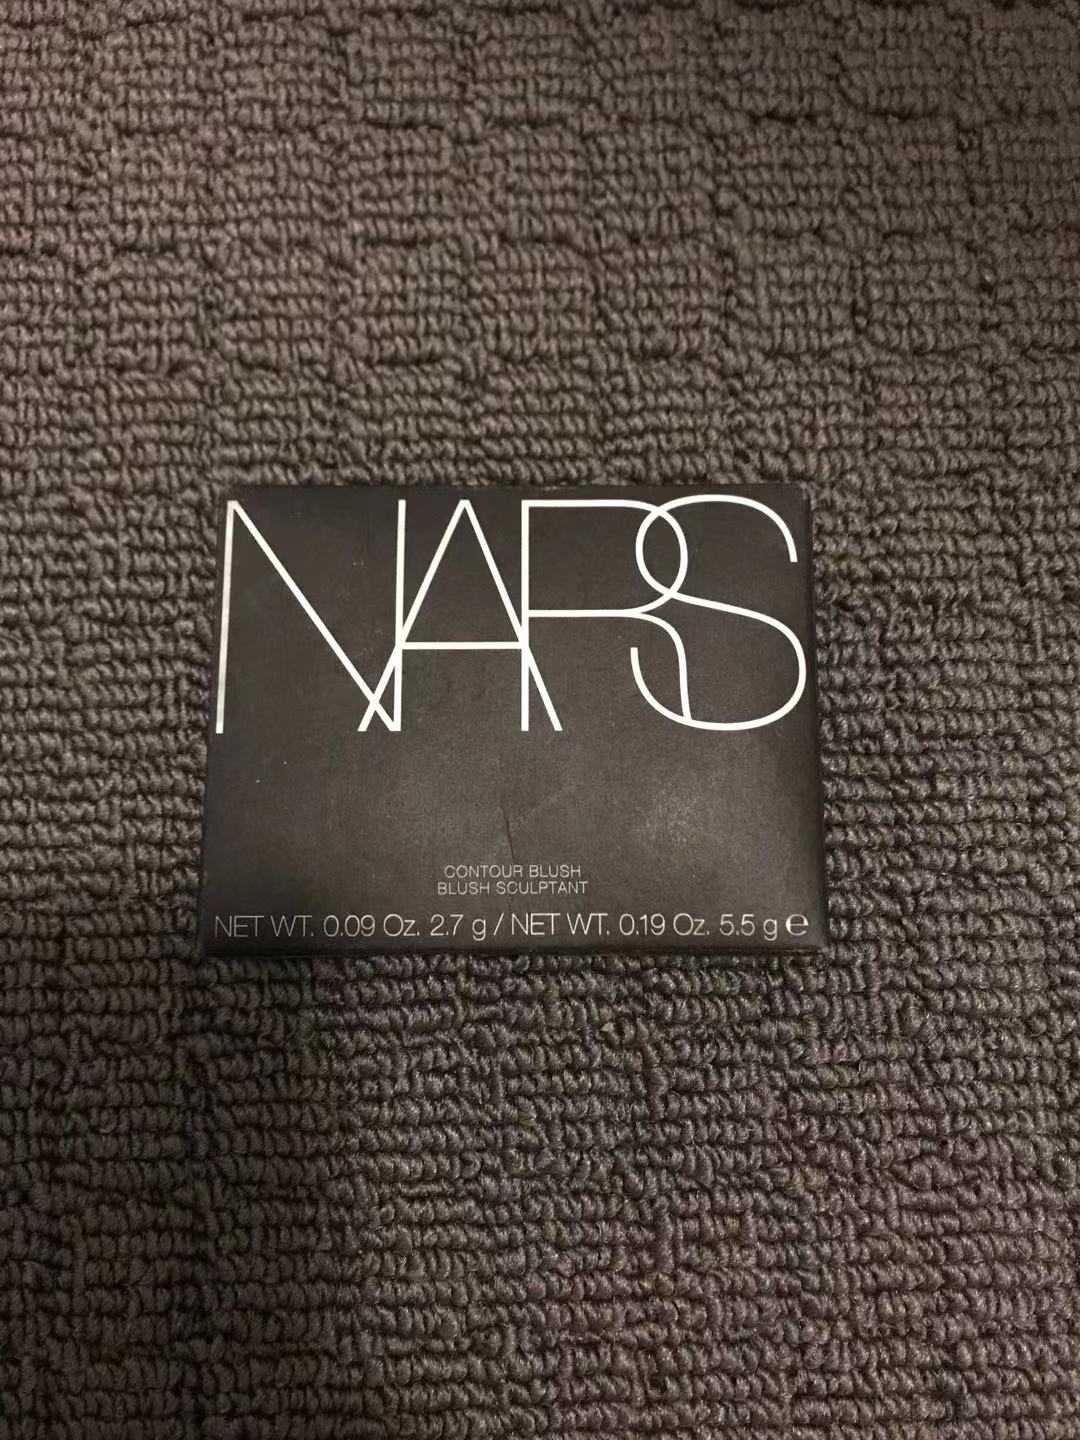 NARS
CONTOUR BLUSH
BLUSH SCULPTANT
NET WT. 0.09 Oz. 2.7 g / NET WT. 0.19 Oz. 5.5 g ℮